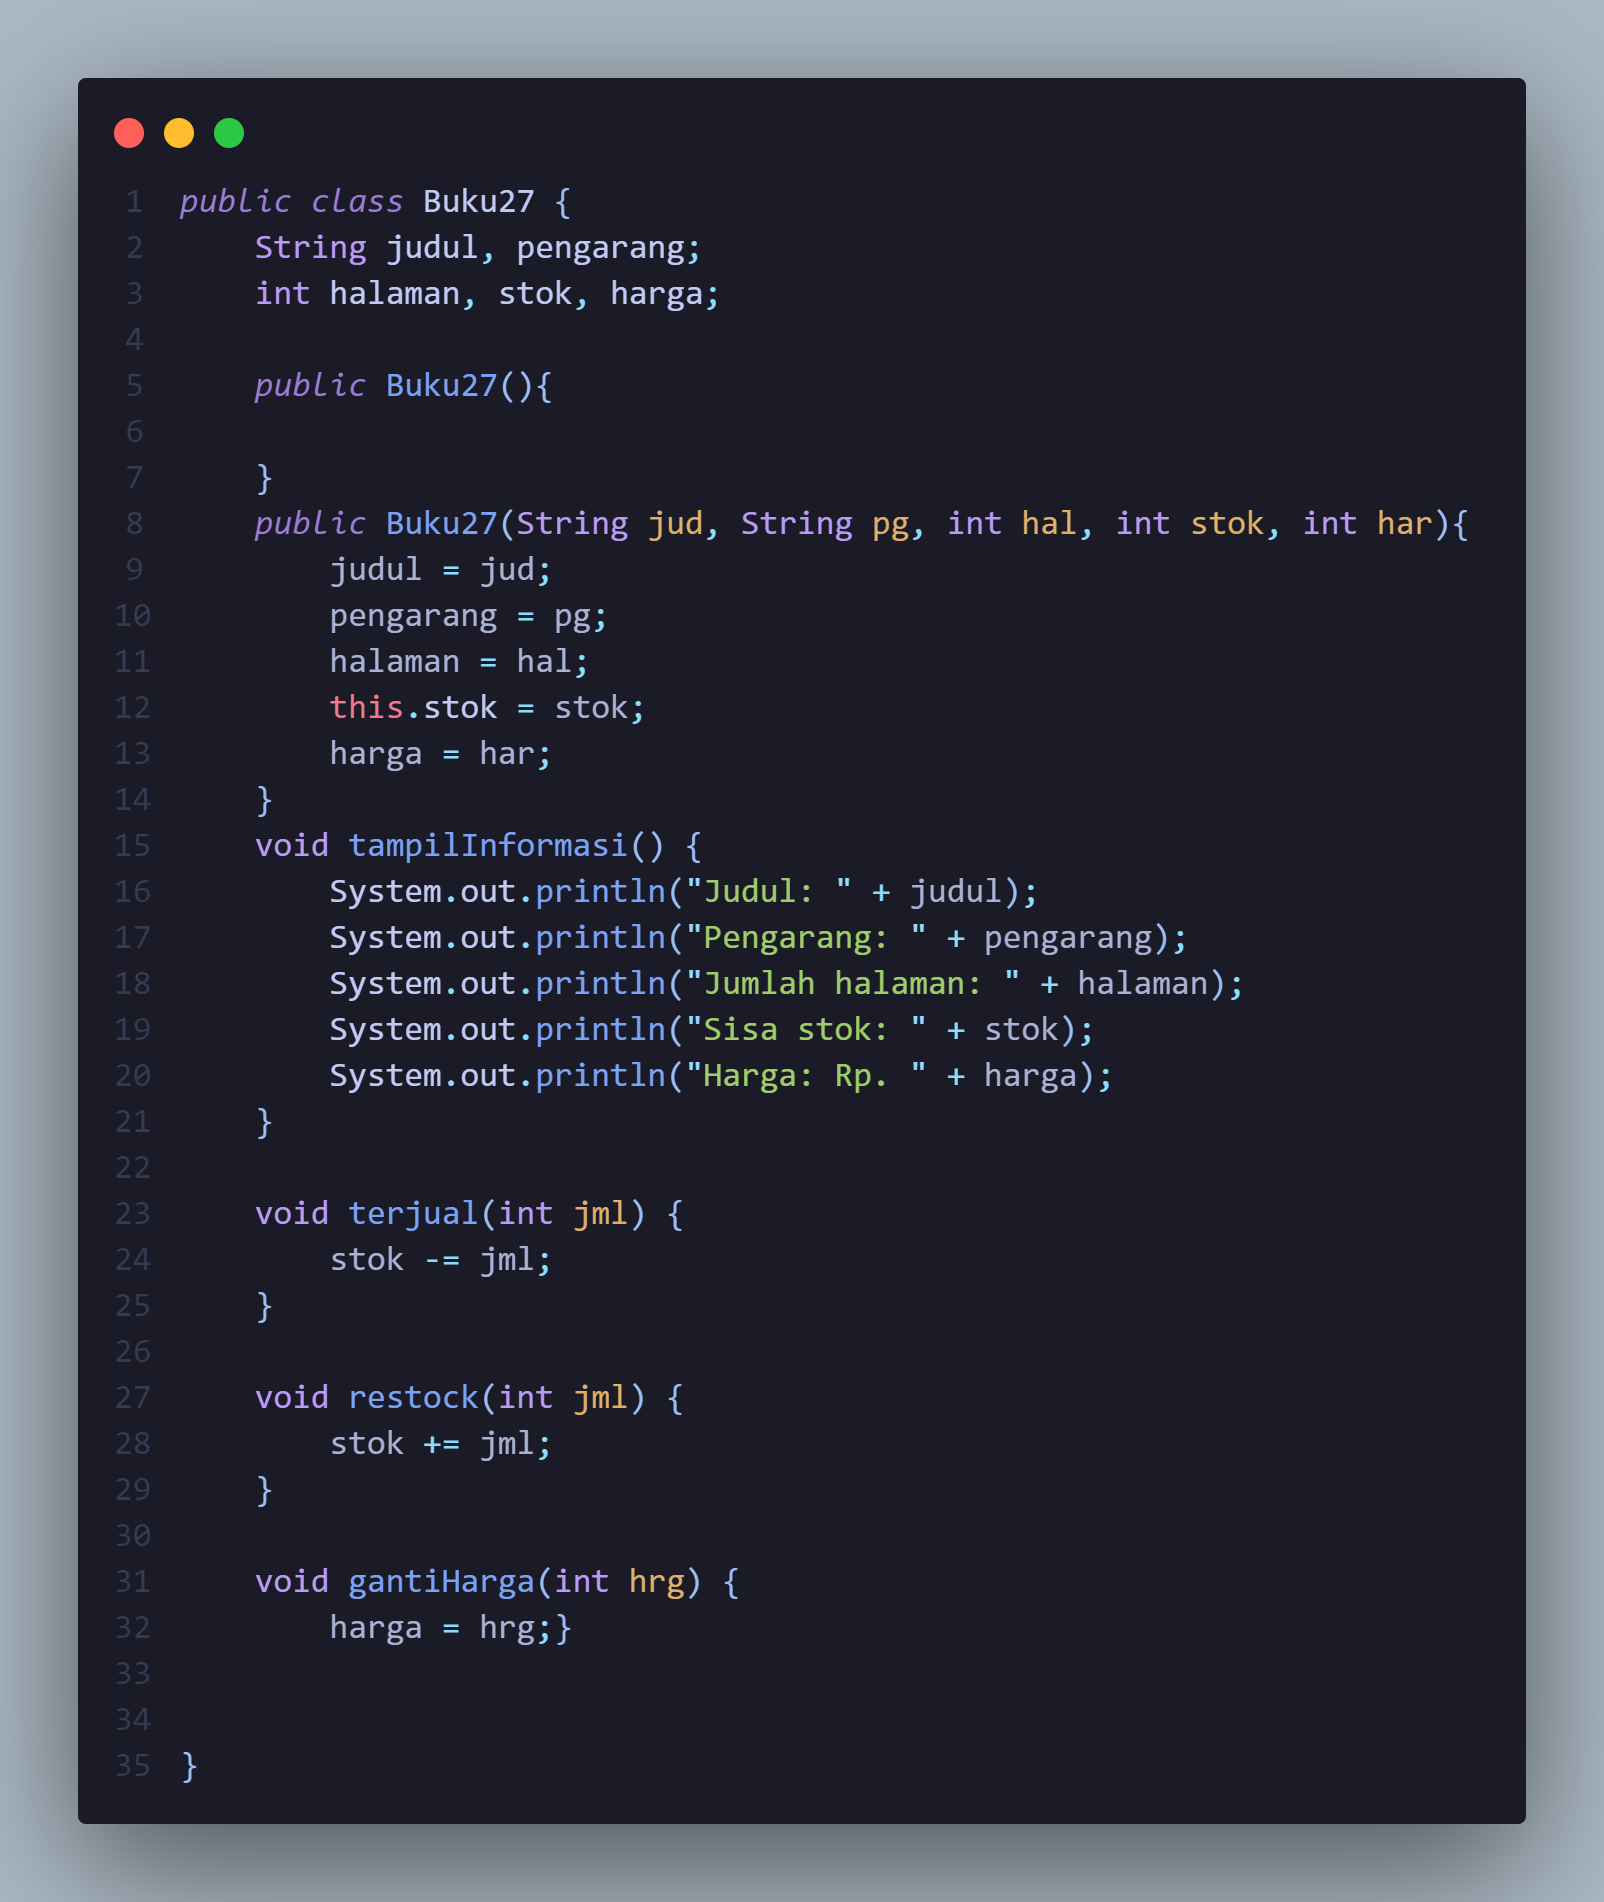 1 public class Buku27 {
2     String judul, pengarang;
3     int halaman, stok, harga;
4
5     public Buku27(){
6
7     }
8     public Buku27(String jud, String pg, int hal, int stok, int har){
9         judul = jud;
10         pengarang = pg;
11         halaman = hal;
12         this.stok = stok;
13         harga = har;
14     }
15     void tampilInformasi() {
16         System.out.println("Judul: " + judul);
17         System.out.println("Pengarang: " + pengarang);
18         System.out.println("Jumlah halaman: " + halaman);
19         System.out.println("Sisa stok: " + stok);
20         System.out.println("Harga: Rp. " + harga);
21     }
22
23     void terjual(int jml) {
24         stok -= jml;
25     }
26
27     void restock(int jml) {
28         stok += jml;
29     }
30
31     void gantiHarga(int hrg) {
32         harga = hrg;}
33
34
35 }